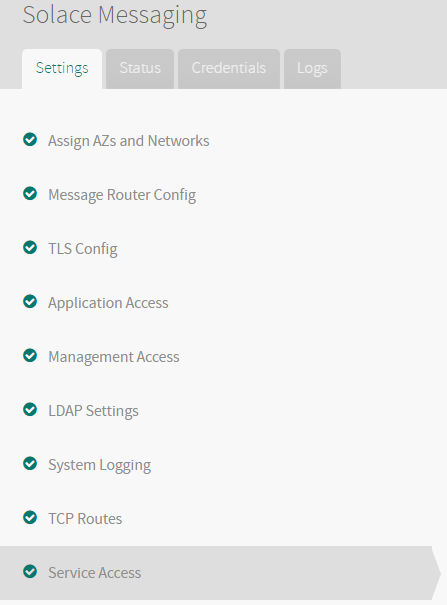 Solace Messaging
Settings Status Credentials Logs
Assign AZs and Networks
Message Router Config
TLS Config
Application Access
Management Access
LDAP Settings
System Logging
TCP Routes
Service Access